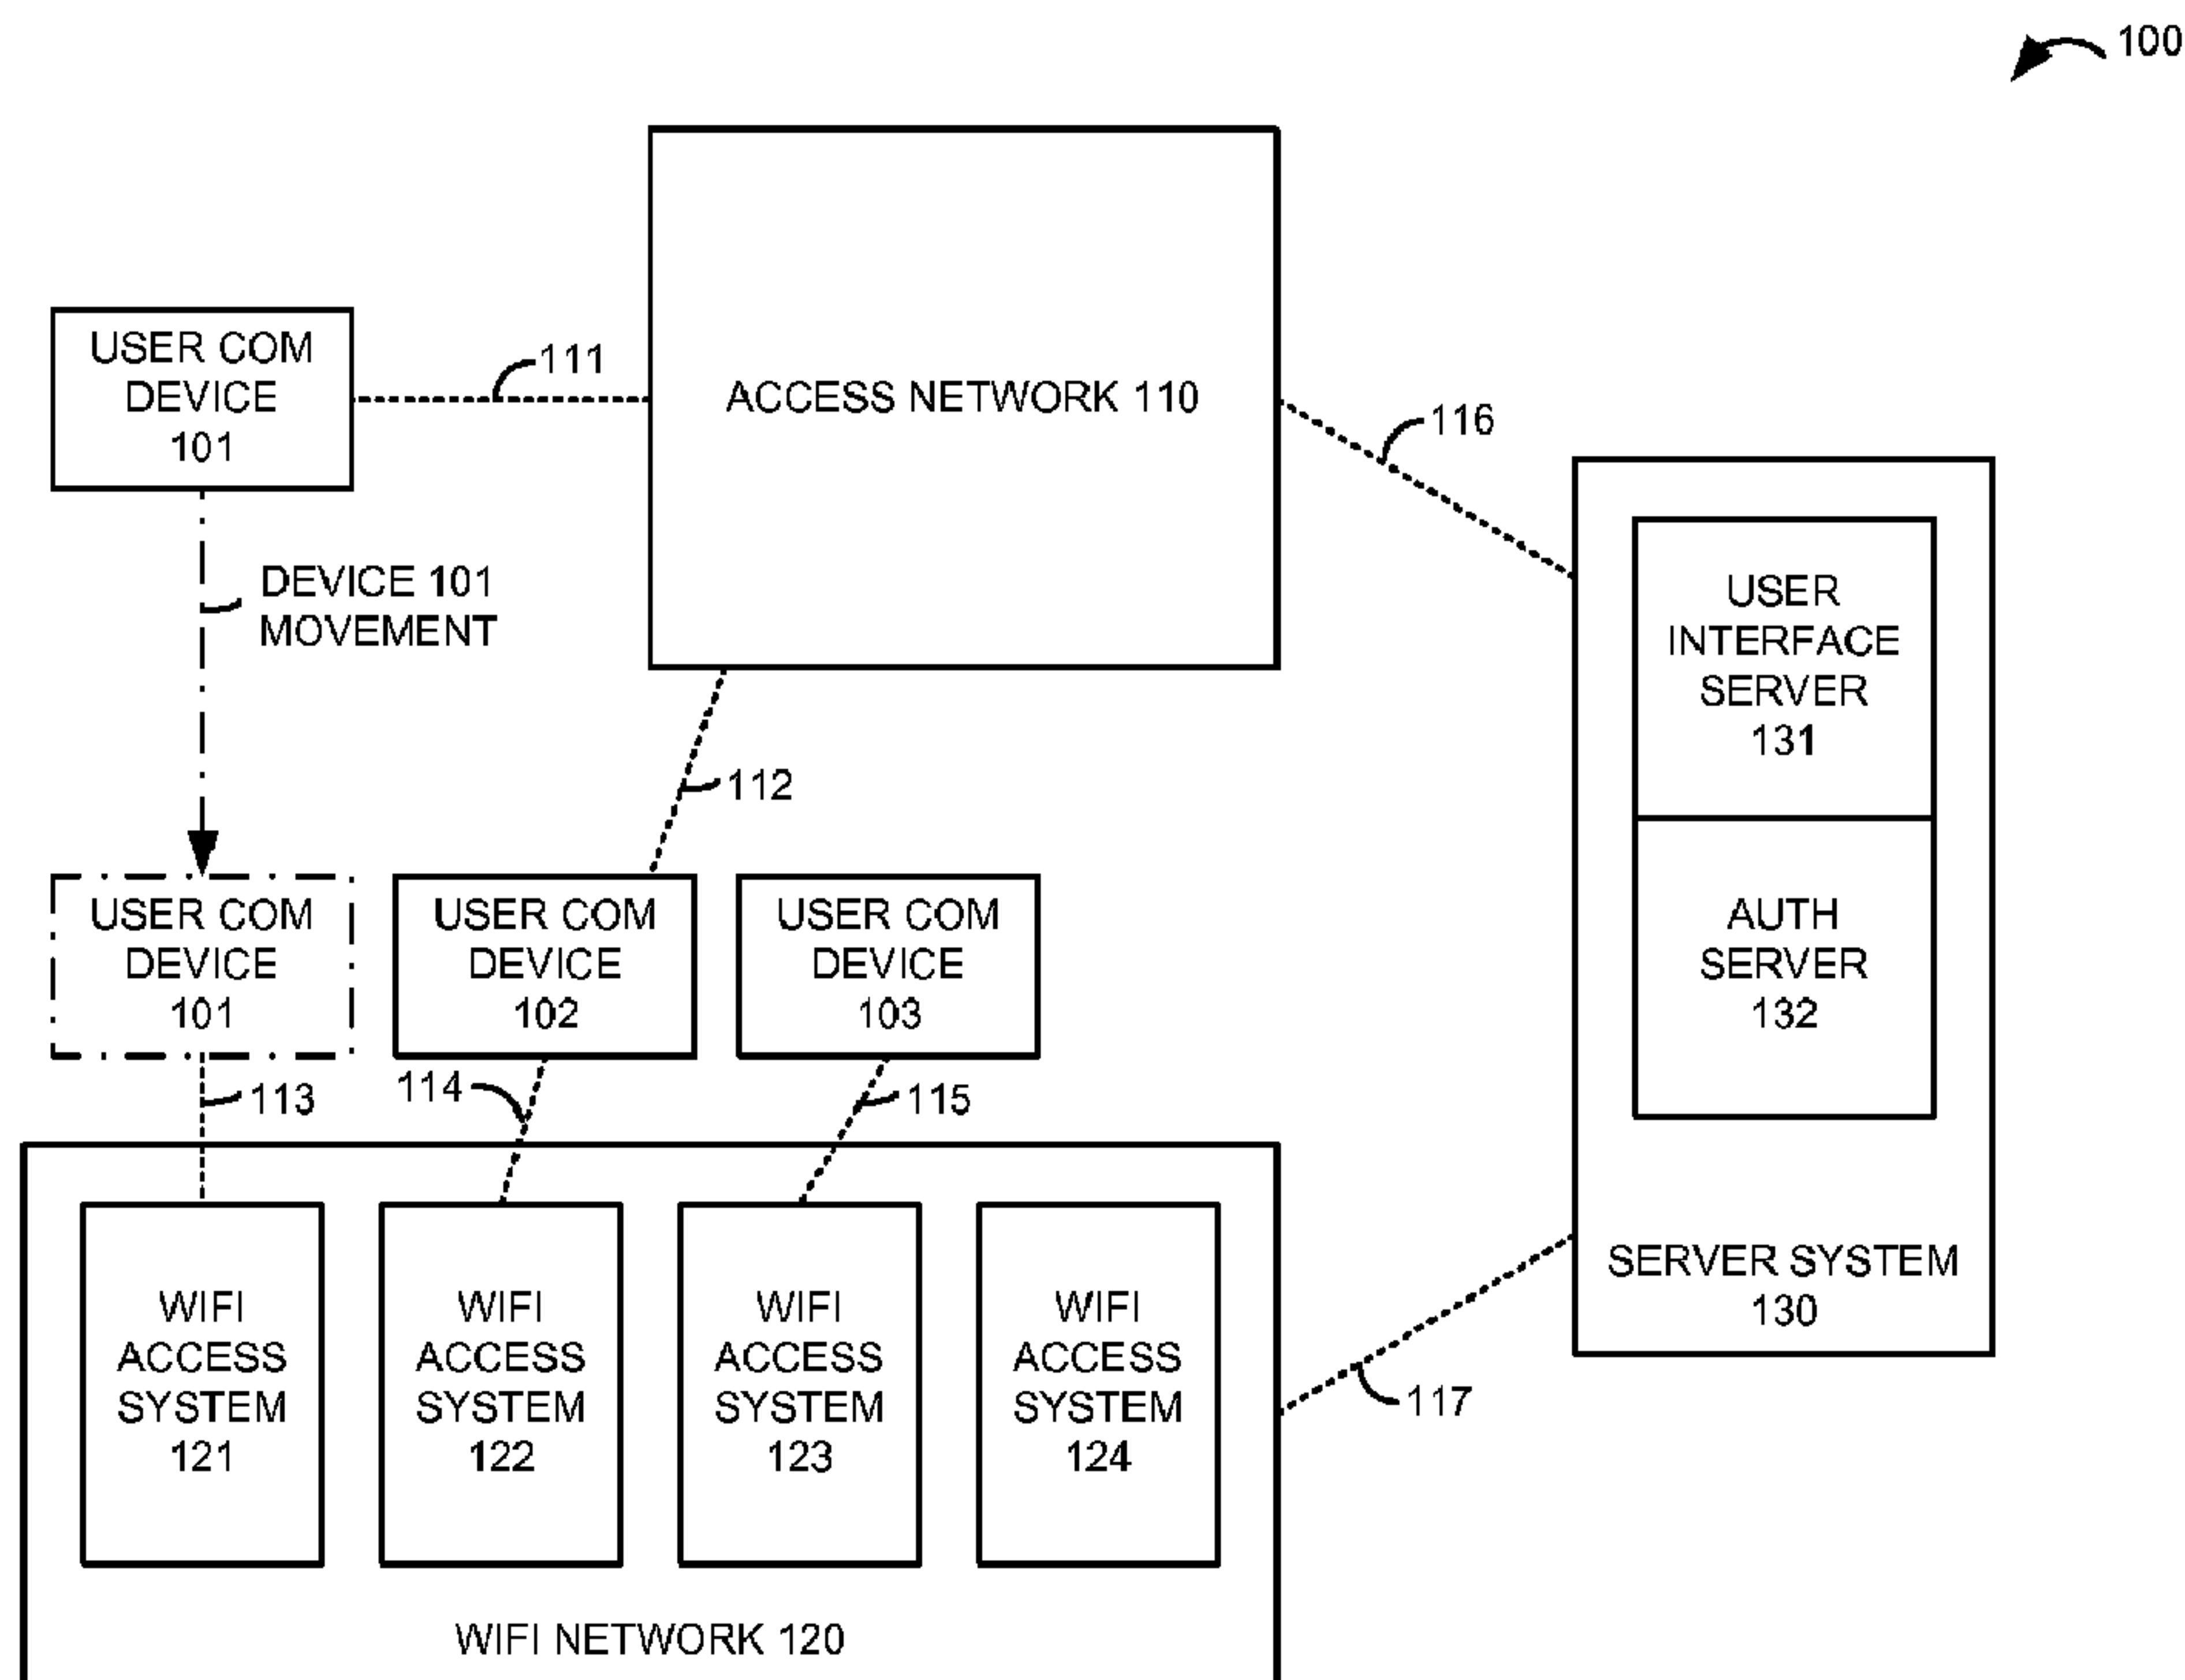 100
USER COM
DEVICE
101
111
ACCESS NETWORK 110
116
DEVICE 101
MOVEMENT
USER
INTERFACE
SERVER
131
112
USER COM
DEVICE
101
USER COM
DEVICE
102
USER COM
DEVICE
103
AUTH
SERVER
132
113
114
115
SERVER SYSTEM
130
WIFI
ACCESS
SYSTEM
121
WIFI
ACCESS
SYSTEM
122
WIFI
ACCESS
SYSTEM
123
WIFI
ACCESS
SYSTEM
124
117
WIFI NETWORK 120